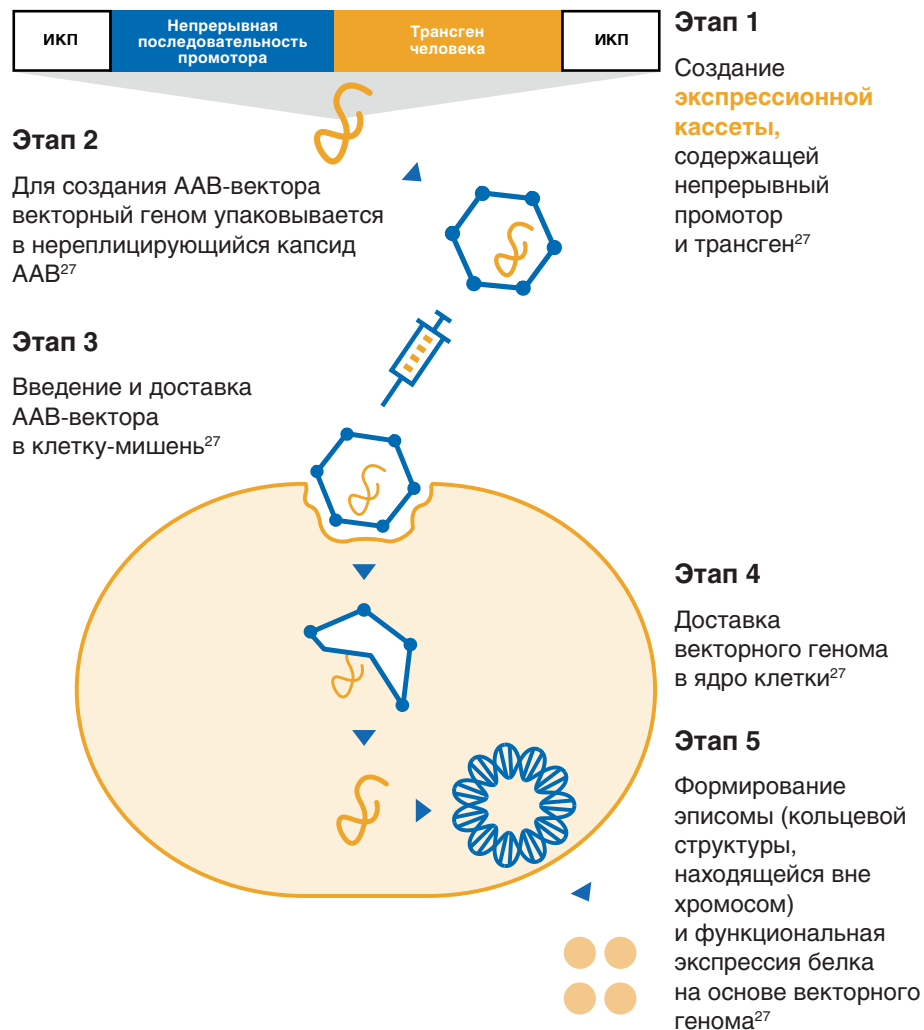 ИКП
Непрерывная
последовательность
промотора
Трансген
человека
ИКП
Этап 1
Создание
экспрессионной
кассеты,
содержащей
непрерывный
промотор
и трансген27
Этап 2
Для создания ААВ-вектора
векторный геном упаковывается
в нереплицирующийся капсид
ААВ27
Этап 3
Введение и доставка
ААВ-вектора
в клетку-мишень27
Этап 4
Доставка
векторного генома
в ядро клетки27
Этап 5
Формирование
эписомы (кольцевой
структуры,
находящейся вне
хромосом)
и функциональная
экспрессия белка
на основе векторного
генома27